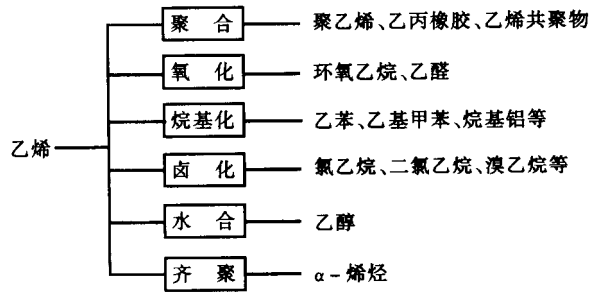 聚 合 聚乙烯、乙丙橡胶、乙烯共聚物
氧 化 环氧乙烷、乙醛
烷基化 乙苯、乙基甲苯、烷基铝等
乙烯
卤 化 氯乙烷、二氯乙烷、溴乙烷等
水 合 乙醇
齐 聚 α-烯烃